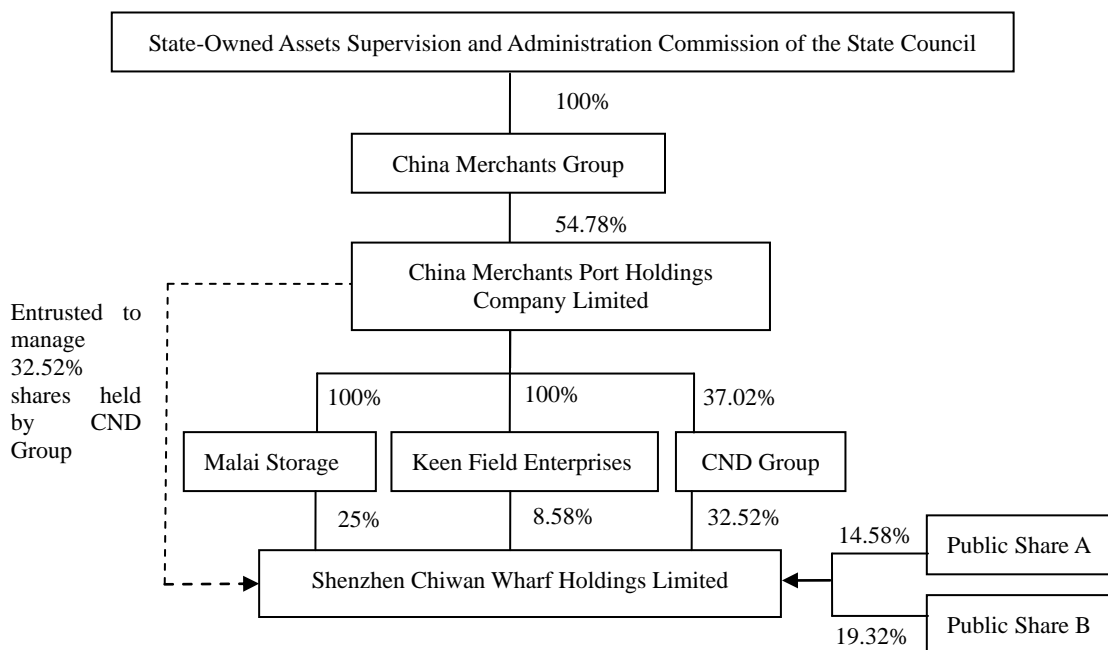 State-Owned Assets Supervision and Administration Commission of the State Council
100%
China Merchants Group
54.78%
China Merchants Port Holdings
Company Limited
Entrusted to
manage
32.52%
shares held
by CND
Group
100%
100%
37.02%
Malai Storage
Keen Field Enterprises
CND Group
25%
8.58%
32.52%
Shenzhen Chiwan Wharf Holdings Limited
14.58%
Public Share A
19.32%
Public Share B